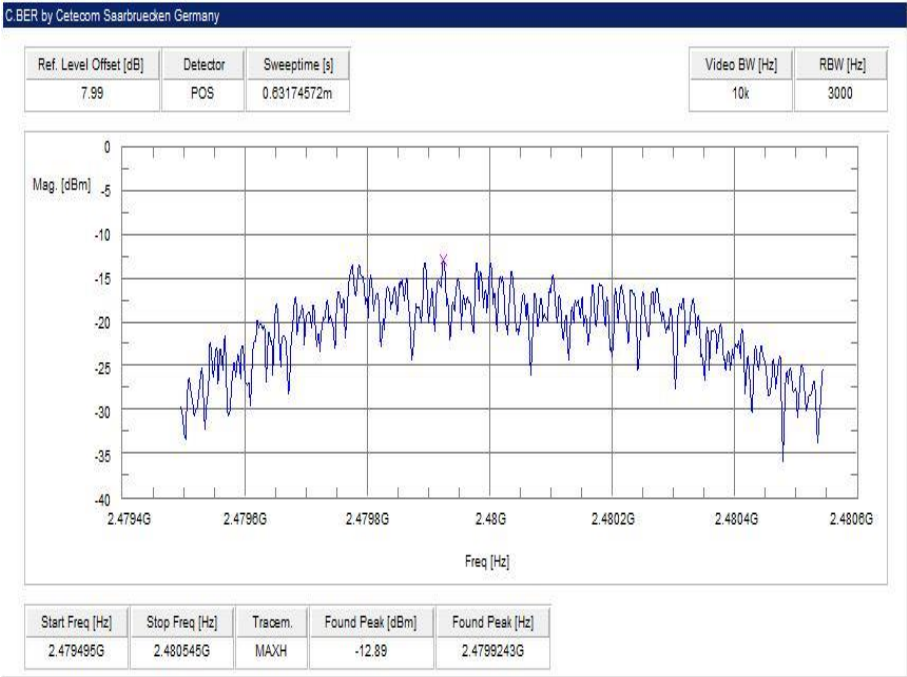 C.BER by Cetecom Saarbruecken Germany
Ref. Level Offset [dB] Detector Sweeptime [s] Video BW [Hz] RBW [Hz]
7.99 POS 0.63174572m 10k 3000
Mag. [dBm]
0
-5
-10
-15
-20
-25
-30
-35
-40
2.4794G 2.4796G 2.4798G 2.48G 2.4802G 2.4804G 2.4806G
Freq [Hz]
Start Freq [Hz] Stop Freq [Hz] Tracem. Found Peak [dBm] Found Peak [Hz]
2.479495G 2.480545G MAXH -12.89 2.4799243G